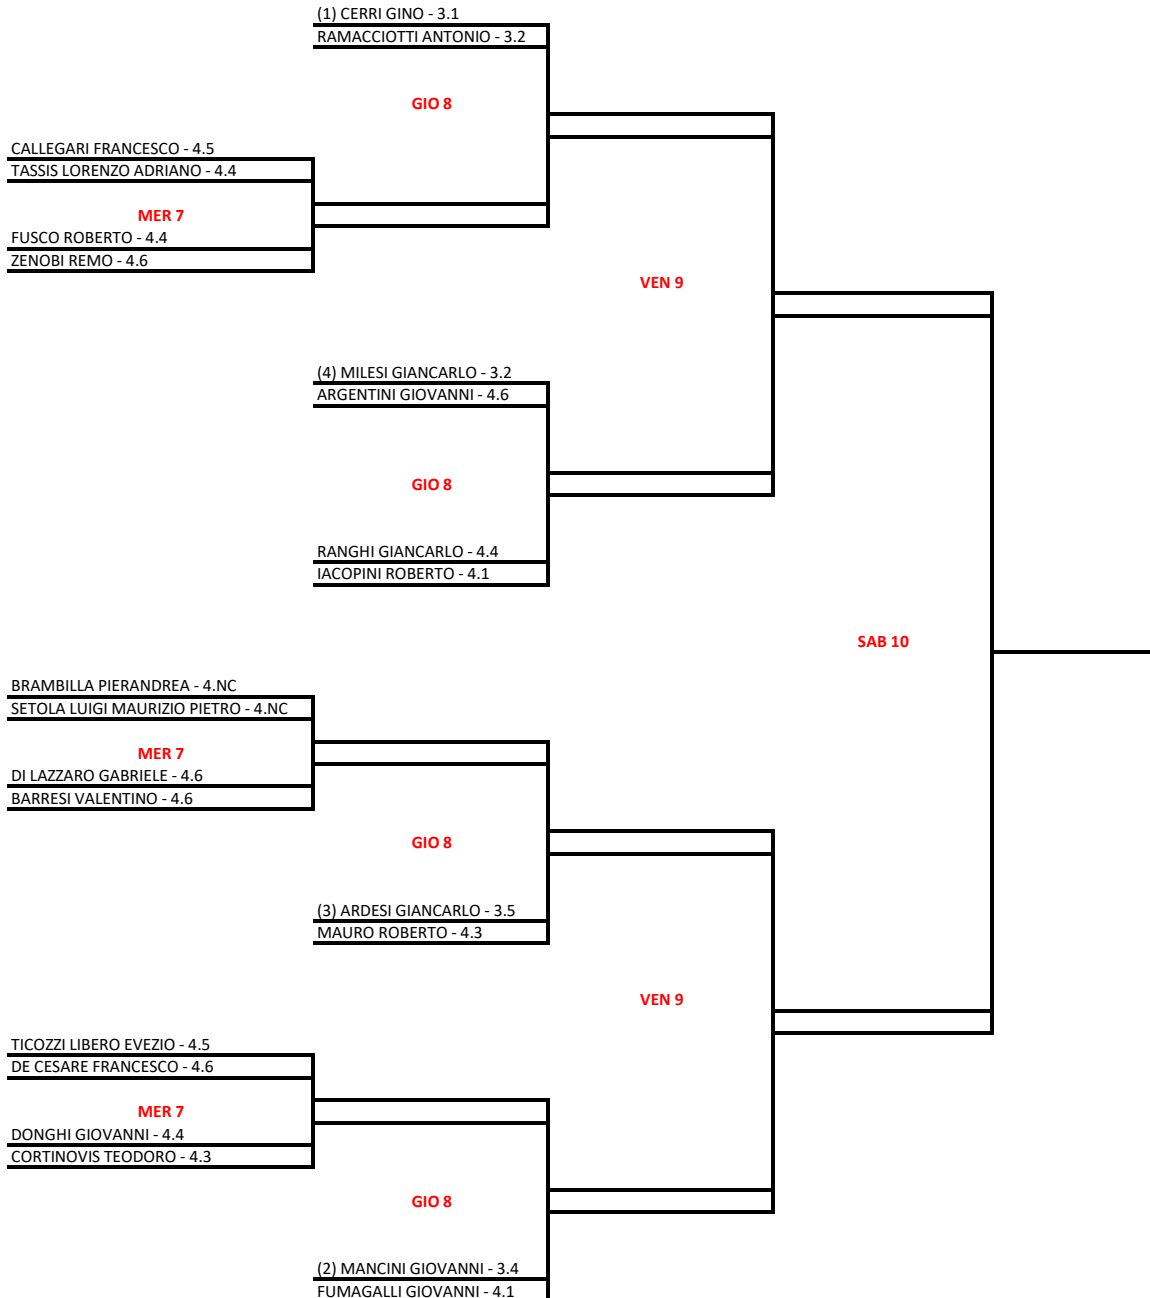 (1) CERRI GINO - 3.1
RAMACCIOTTI ANTONIO - 3.2
GIO 8
CALLEGARI FRANCESCO - 4.5
TASSIS LORENZO ADRIANO - 4.4
MER 7
FUSCO ROBERTO - 4.4
ZENOBI REMO - 4.6
VEN 9
(4) MILESI GIANCARLO - 3.2
ARGENTINI GIOVANNI - 4.6
GIO 8
RANGHI GIANCARLO - 4.4
IACOPINI ROBERTO - 4.1
SAB 10
BRAMBILLA PIERANDREA - 4.NC
SETOLA LUIGI MAURIZIO PIETRO - 4.NC
MER 7
DI LAZZARO GABRIELE - 4.6
BARRESI VALENTINO - 4.6
GIO 8
(3) ARDESI GIANCARLO - 3.5
MAURO ROBERTO - 4.3
VEN 9
TICOZZI LIBERO EVEZIO - 4.5
DE CESARE FRANCESCO - 4.6
MER 7
DONGHI GIOVANNI - 4.4
CORTINOVIS TEODORO - 4.3
GIO 8
(2) MANCINI GIOVANNI - 3.4
FUMAGALLI GIOVANNI - 4.1